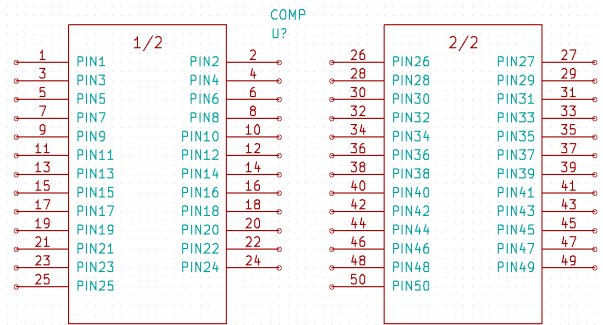 COMP
U?
1/2
2/2
1 PIN1 PIN2 2
3 PIN3 PIN4 4
5 PIN5 PIN6 6
7 PIN7 PIN8 8
9 PIN9 PIN10 10
11 PIN11 PIN12 12
13 PIN13 PIN14 14
15 PIN15 PIN16 16
17 PIN17 PIN18 18
19 PIN19 PIN20 20
21 PIN21 PIN22 22
23 PIN23 PIN24 24
25 PIN25
26 PIN26 PIN27 27
28 PIN28 PIN29 29
30 PIN30 PIN31 31
32 PIN32 PIN33 33
34 PIN34 PIN35 35
36 PIN36 PIN37 37
38 PIN38 PIN39 39
40 PIN40 PIN41 41
42 PIN42 PIN43 43
44 PIN44 PIN45 45
46 PIN46 PIN47 47
48 PIN48 PIN49 49
50 PIN50